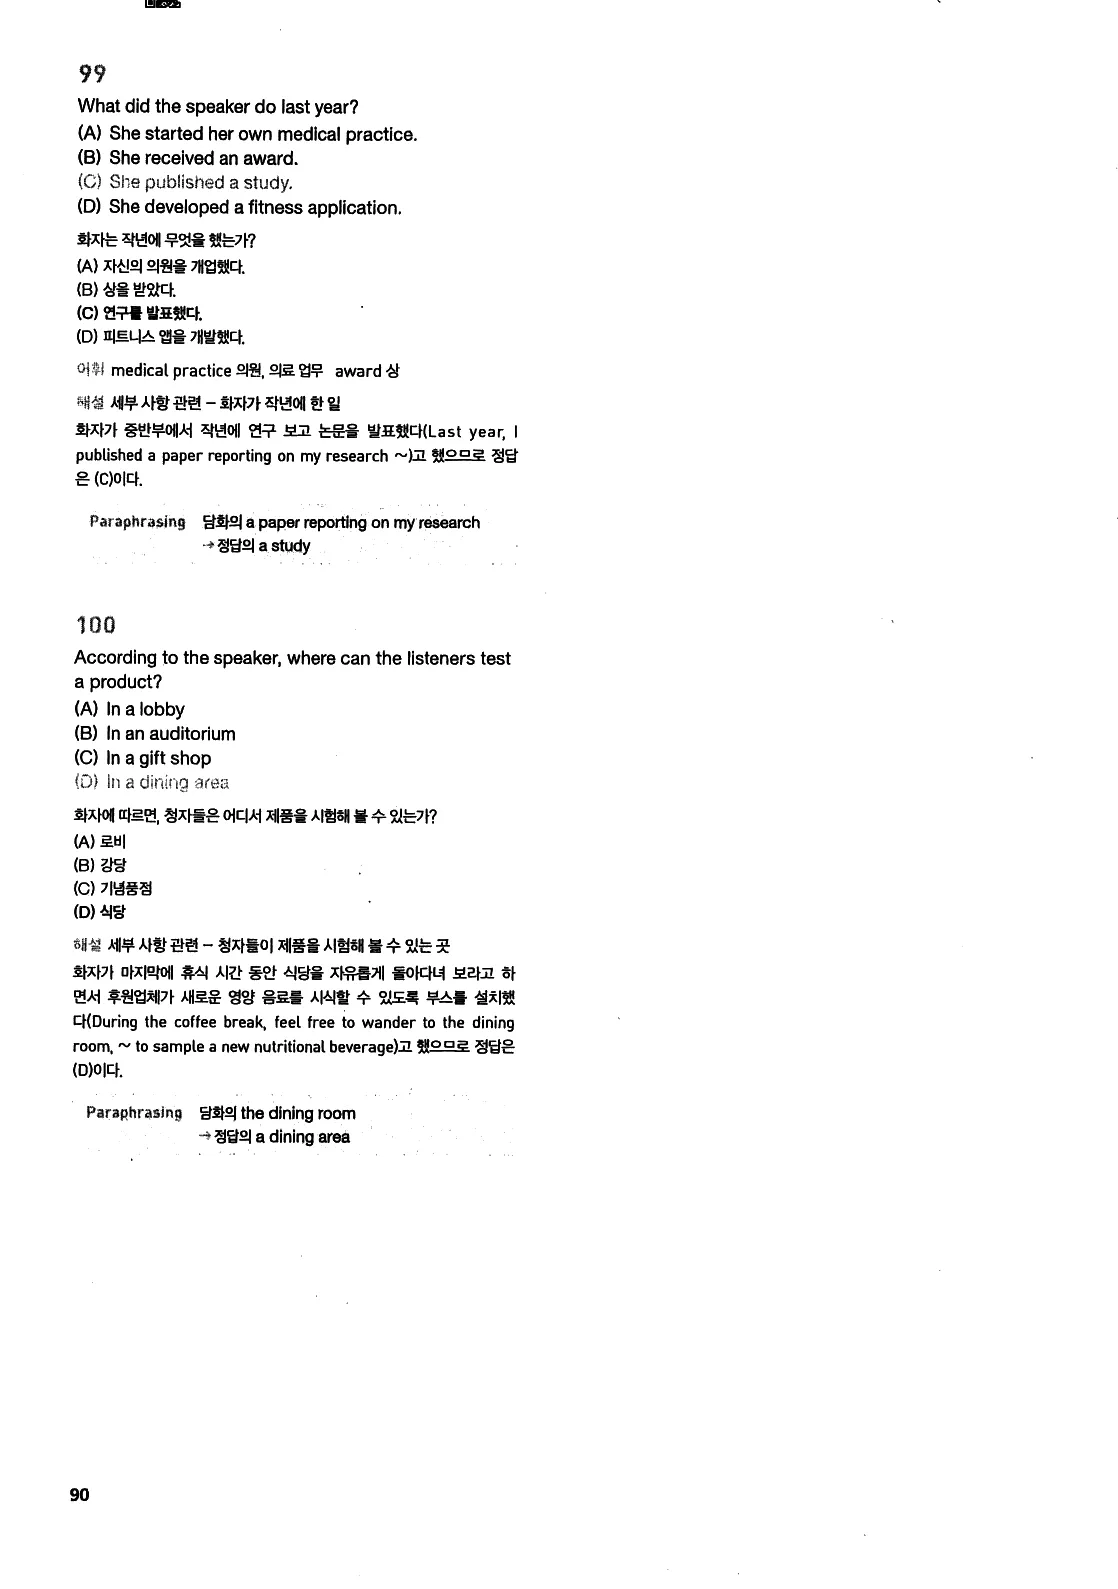 99
What did the speaker do last year?
(A) She started her own medical practice.
(B) She received an award.
(C) She published a study.
(D) She developed a fitness application.
화자는 작년에 무엇을 했는가?
(A) 자신의 의원을 개업했다.
(B) 상을 받았다.
(C) 연구를 발표했다.
(D) 피트니스 앱을 개발했다.
어휘 medical practice 의원, 의료 업무 award 상
해설 세부 사항 관련 – 화자가 작년에 한 일
화자가 중반부에서 작년에 연구 보고 논문을 발표했다(Last year, I
published a paper reporting on my research ~)고 했으므로 정답
은 (C)이다.
Paraphrasing 담화의 a paper reporting on my research
→ 정답의 a study
100
According to the speaker, where can the listeners test
a product?
(A) In a lobby
(B) In an auditorium
(C) In a gift shop
(D) In a dining area
화자에 따르면, 청자들은 어디서 제품을 시험해 볼 수 있는가?
(A) 로비
(B) 강당
(C) 기념품점
(D) 식당
해설 세부 사항 관련 – 청자들이 제품을 시험해 볼 수 있는 곳
화자가 마지막에 휴식 시간 동안 식당을 자유롭게 돌아다녀 보라고 하
면서 후원업체가 새로운 영양 음료를 시식할 수 있도록 부스를 설치했
다(During the coffee break, feel free to wander to the dining
room, ~ to sample a new nutritional beverage)고 했으므로 정답은
(D)이다.
Paraphrasing 담화의 the dining room
→ 정답의 a dining area
90